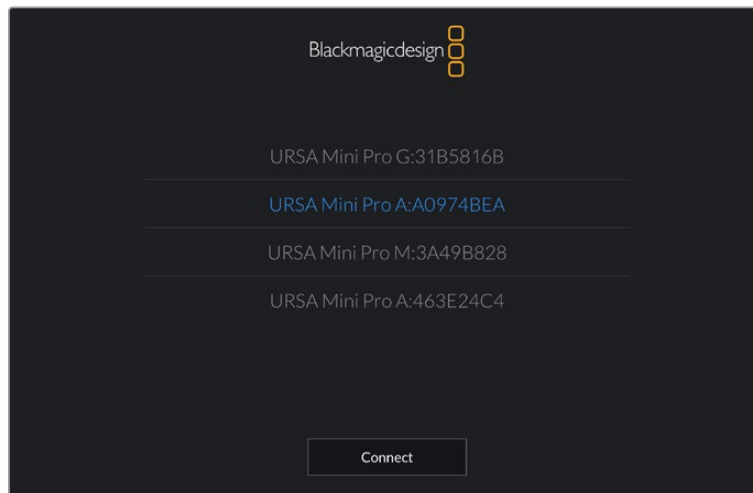 Blackmagicdesign
URSA Mini Pro G:31B5816B
URSA Mini Pro A:A0974BEA
URSA Mini Pro M:3A49B828
URSA Mini Pro A:463E24C4
Connect